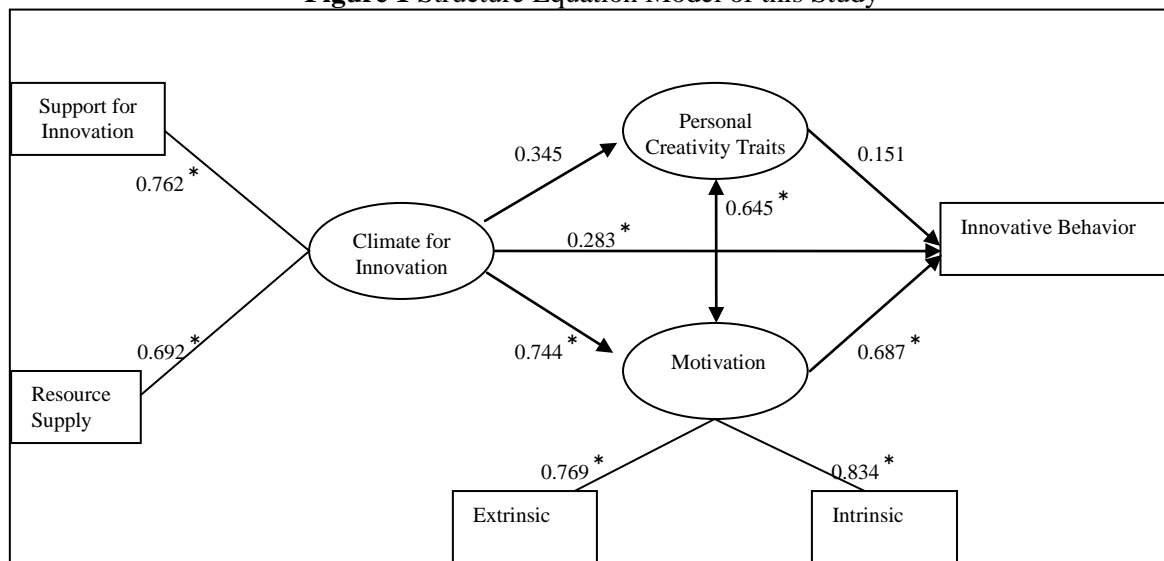 Figure 1 Structure Equation Model of this Study
Support for
Innovation
Personal
Creativity Traits
0.345
0.151
0.762 *
0.645 *
Innovative Behavior
Climate for
Innovation
0.283 *
0.692 *
0.744 *
Motivation
0.687 *
Resource
Supply
0.769 *
0.834 *
Extrinsic
Intrinsic